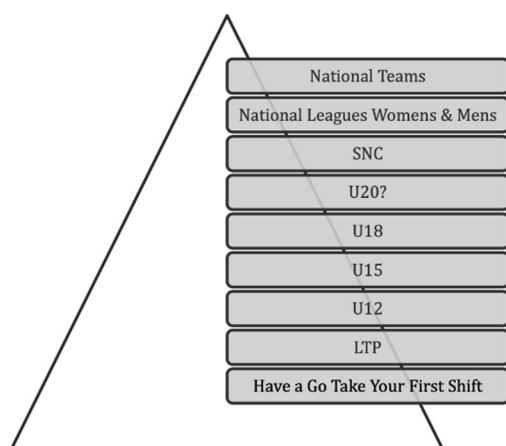 National Teams
National Leagues Womens & Mens
SNC
U20?
U18
U15
U12
LTP
Have a Go Take Your First Shift